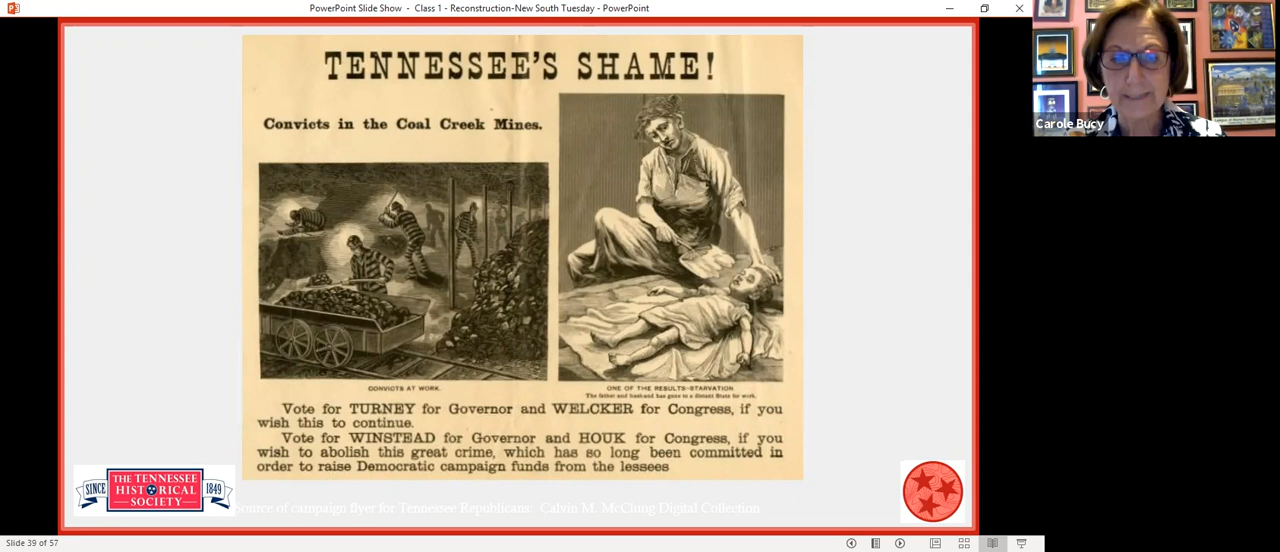 PowerPoint Slide Show - Class 1 - Reconstruction-New South Tuesday - PowerPoint
TENNESSEE'S SHAME!
Convicts in the Coal Creek Mines.
CONVICTS AT WORK.
ONE OF THE RESULTS-STARVATION
The father and husband has gone to a distant State for work.
Vote for TURNEY for Governor and WELCKER for Congress, if you
wish this to continue.
Vote for WINSTEAD for Governor and HOUK for Congress, if you
wish to abolish this great crime, which has so long been committed in
order to raise Democratic campaign funds from the lessees
SINCE
THE TENNESSEE
HISTORICAL
SOCIETY
1849
Source of campaign flyer for Tennessee Republicans: Calvin M. McClung Digital Collection
Slide 39 of 57
Carole Bucy